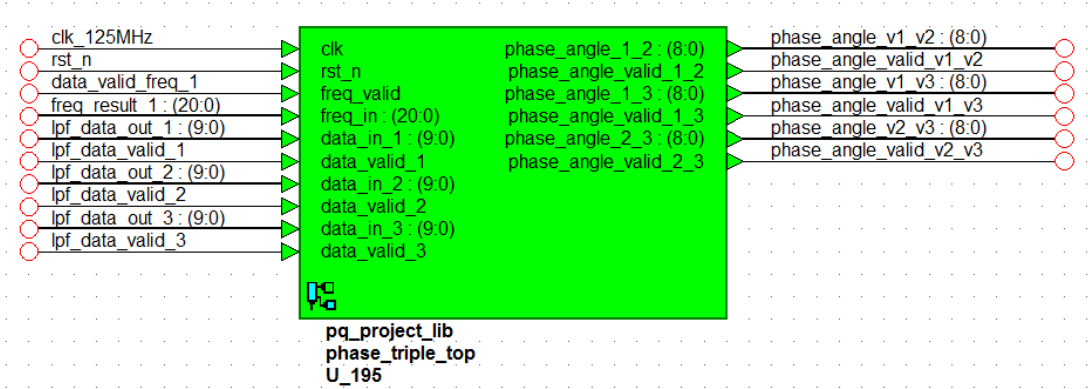 clk_125MHz
rst_n
data_valid_freq_1
freq_result_1 : (20:0)
lpf_data_out_1 : (9:0)
lpf_data_valid_1
lpf_data_out_2 : (9:0)
lpf_data_valid_2
lpf_data_out_3 : (9:0)
lpf_data_valid_3
clk
rst_n
freq_valid
freq_in : (20:0)
data_in_1 : (9:0)
data_valid_1
data_in_2 : (9:0)
data_valid_2
data_in_3 : (9:0)
data_valid_3
phase_angle_1_2 : (8:0)
phase_angle_valid_1_2
phase_angle_1_3 : (8:0)
phase_angle_valid_1_3
phase_angle_2_3 : (8:0)
phase_angle_valid_2_3
phase_angle_v1_v2 : (8:0)
phase_angle_valid_v1_v2
phase_angle_v1_v3 : (8:0)
phase_angle_valid_v1_v3
phase_angle_v2_v3 : (8:0)
phase_angle_valid_v2_v3
pq_project_lib
phase_triple_top
U_195